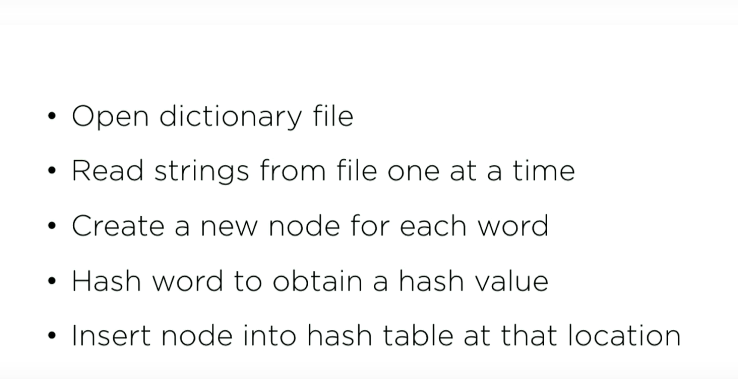 • Open dictionary file
• Read strings from file one at a time
• Create a new node for each word
• Hash word to obtain a hash value
• Insert node into hash table at that location